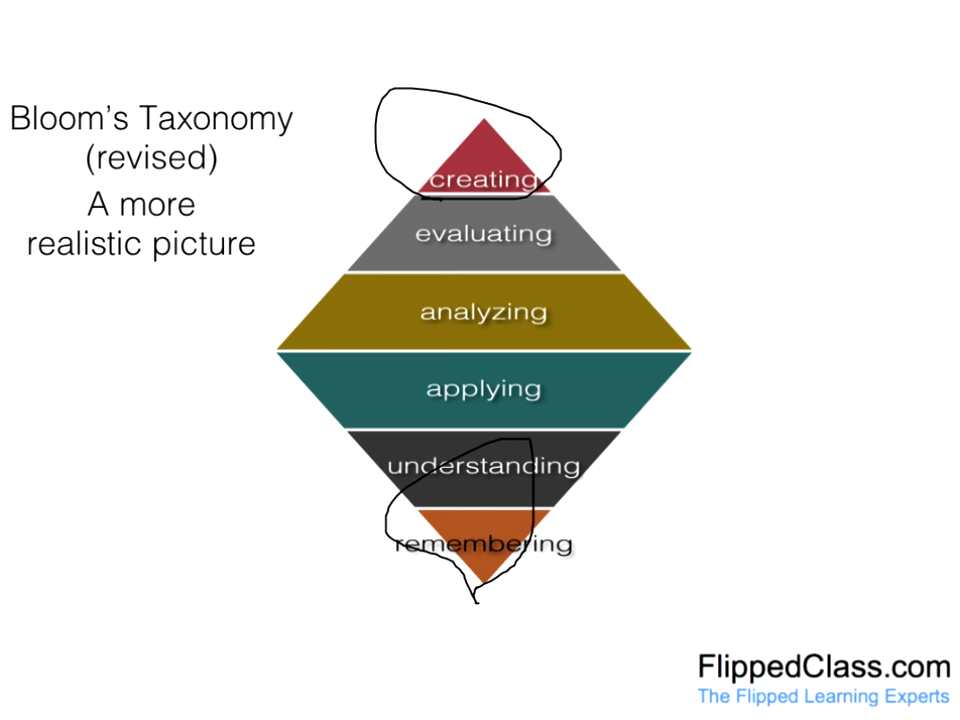 Bloom's Taxonomy
(revised)
A more
realistic picture
creating
evaluating
analyzing
applying
understanding
remembering
FlippedClass.com
The Flipped Learning Experts